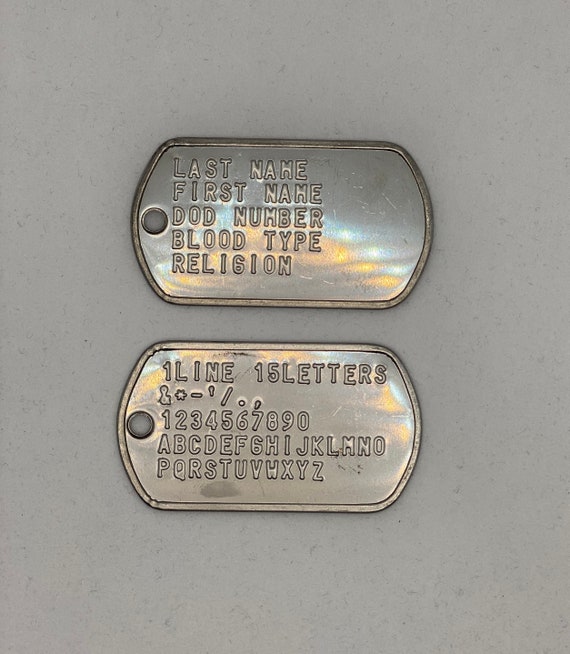 LAST NAME
FIRST NAME
DOD NUMBER
BLOOD TYPE
RELIGION
1LINE 15LETTERS
&*-'/.,
1234567890
ABCDEFGHIJKLMNO
PQRSTUVWXYZ